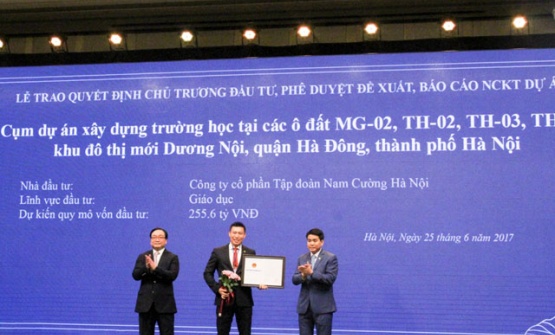 LỄ TRAO QUYẾT ĐỊNH CHỦ TRƯƠNG ĐẦU TƯ, PHÊ DUYỆT ĐỀ XUẤT, BÁO CÁO NCKT DỰ Á
Cụm dự án xây dựng trường học tại các ô đất MG-02, TH-02, TH-03, TH
khu đô thị mới Dương Nội, quận Hà Đông, thành phố Hà Nội
Nhà đầu tư: Công ty cổ phần Tập đoàn Nam Cường Hà Nội
Lĩnh vực đầu tư: Giáo dục
Dự kiến quy mô vốn đầu tư: 255.6 tỷ VNĐ
Hà Nội, Ngày 25 tháng 6 năm 2017